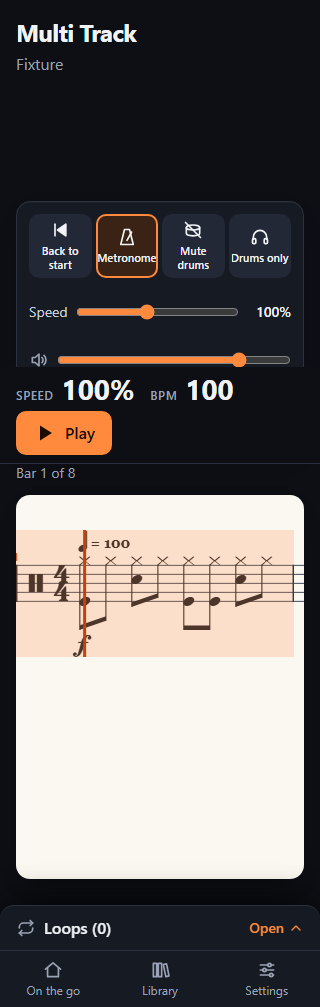 Multi Track
Fixture
Back to start
Metronome
Mute drums
Drums only
Speed 100%
SPEED 100% BPM 100
Play
Bar 1 of 8
= 100
4
4
f
Loops (0) Open
On the go Library Settings